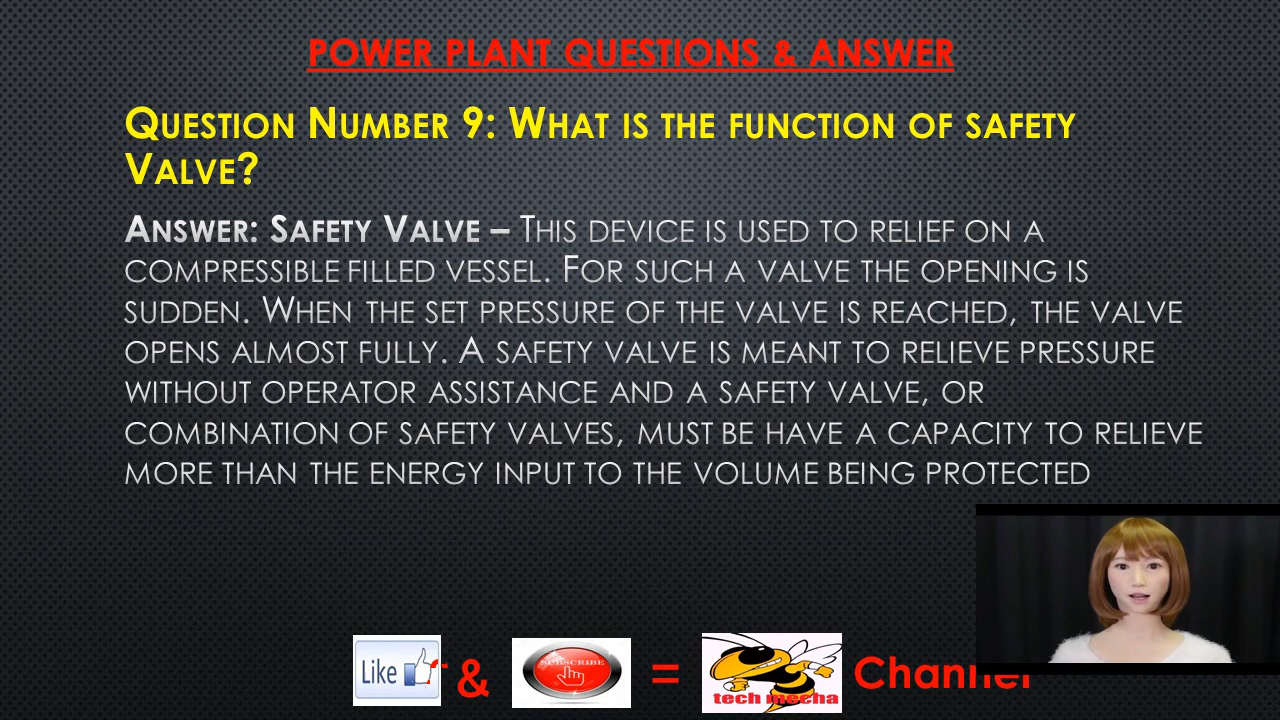 POWER PLANT QUESTIONS & ANSWER
QUESTION NUMBER 9: WHAT IS THE FUNCTION OF SAFETY
VALVE?
ANSWER: SAFETY VALVE – THIS DEVICE IS USED TO RELIEF ON A
COMPRESSIBLE FILLED VESSEL. FOR SUCH A VALVE THE OPENING IS
SUDDEN. WHEN THE SET PRESSURE OF THE VALVE IS REACHED, THE VALVE
OPENS ALMOST FULLY. A SAFETY VALVE IS MEANT TO RELIEVE PRESSURE
WITHOUT OPERATOR ASSISTANCE AND A SAFETY VALVE, OR
COMBINATION OF SAFETY VALVES, MUST BE HAVE A CAPACITY TO RELIEVE
MORE THAN THE ENERGY INPUT TO THE VOLUME BEING PROTECTED
Like & SUBSCRIBE = tech mecha Channel